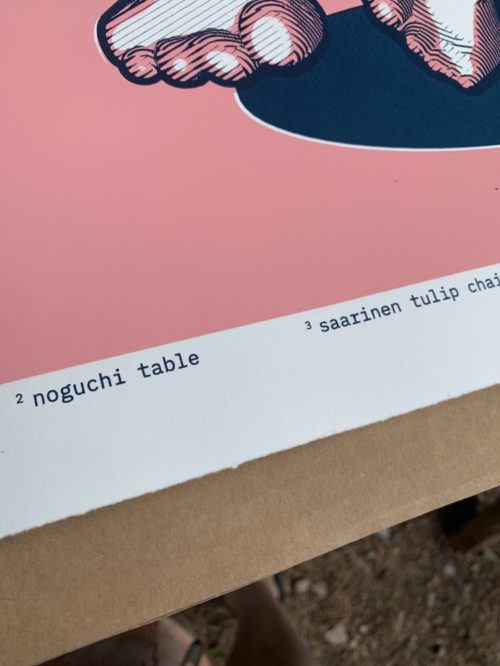 ² noguchi table
³ saarinen tulip chai